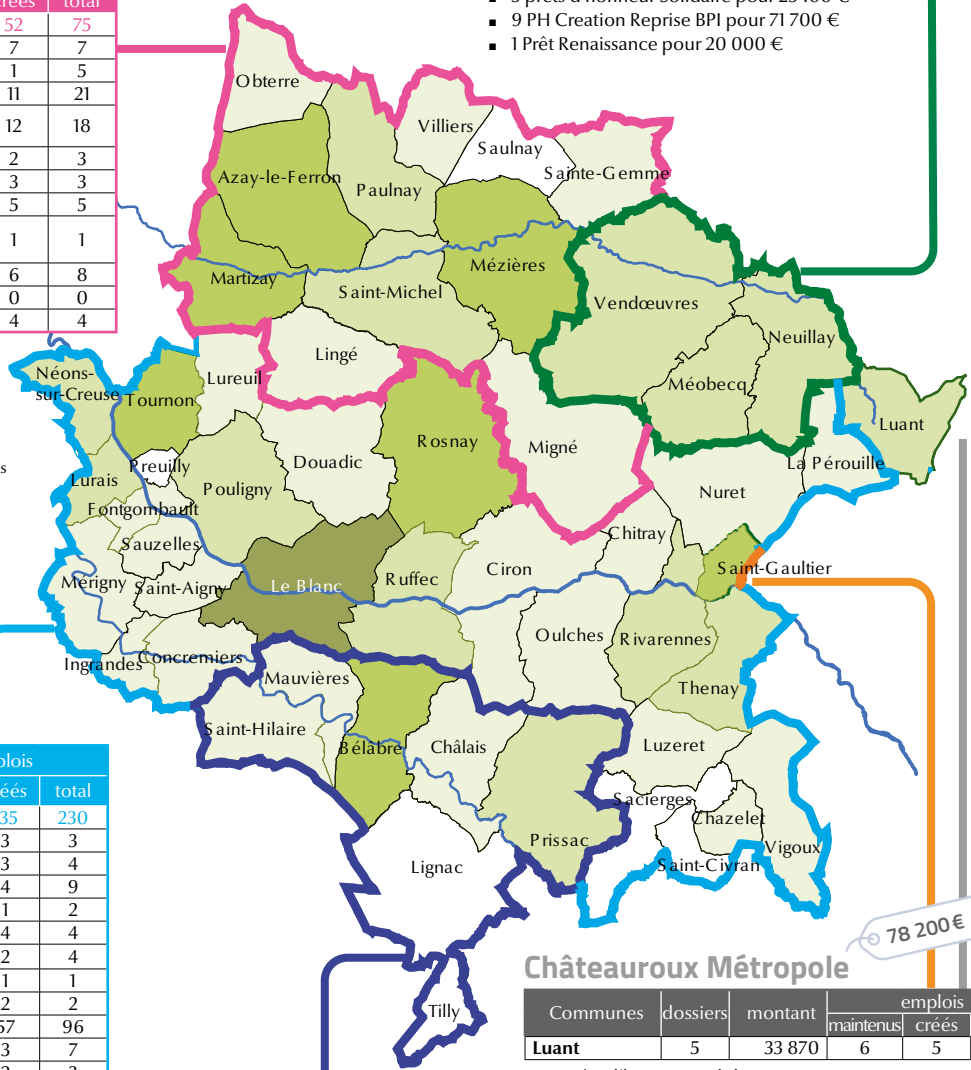 créés total
52 75
7 7
1 5
11 21
12 18
2 3
3 3
5 5
1 1
6 8
0 0
4 4
▪ 9 PH Creation Reprise BPI pour 71 700 €
▪ 1 Prêt Renaissance pour 20 000 €
Obterre
Villiers
Saulnay
Sainte-Gemme
Azay-le-Ferron
Paulnay
Martizay
Mézières
Saint-Michel
Vendœuvres
Neuillay
Lingé
Néons-
sur-Creuse
Lureuil
Tournon
Méobecq
Luant
Rosnay
Migné
Preuilly
Douadic
La Pérouille
s
Lurais
Pouligny
Nuret
Fontgombault
Chitray
Sauzelles
Saint-Gaultier
Mérigny
Saint-Aigny
Le Blanc
Ruffec
Ciron
Oulches
Rivarennes
Ingrandes
Concremiers
Mauvières
Thenay
Saint-Hilaire
Bélâbre
Châlais
Luzeret
Sacierges
Chazelet
Prissac
Vigoux
Lignac
Saint-Civran
Tilly
plois
éés total
35 230
3 3
3 4
4 9
1 2
4 4
2 4
1 1
2 2
57 96
3 7
78 200 €
Châteauroux Métropole
Communes dossiers montant emplois
maintenus créés
Luant 5 33 870 6 5